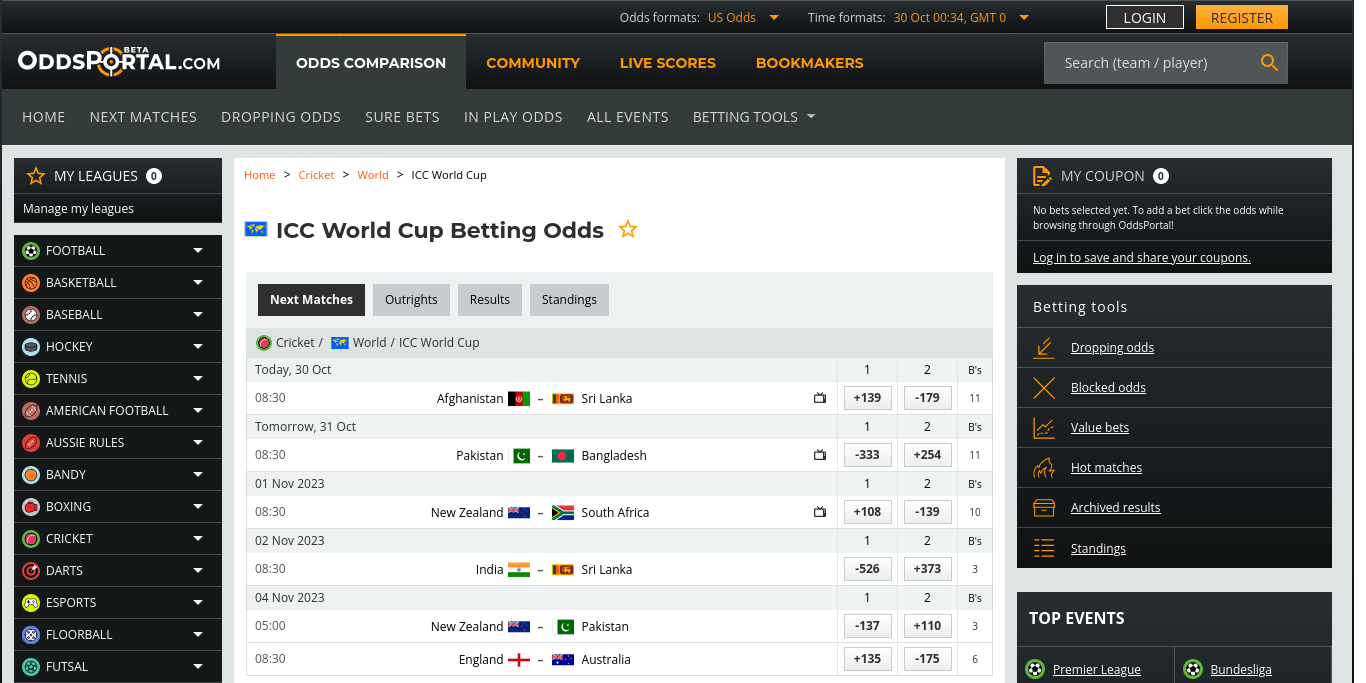 Odds formats: US Odds Time formats: 30 Oct 00:34, GMT 0 LOGIN REGISTER
ODDSPORTAL.COM BETA
ODDS COMPARISON COMMUNITY LIVE SCORES BOOKMAKERS Search (team / player)
HOME NEXT MATCHES DROPPING ODDS SURE BETS IN PLAY ODDS ALL EVENTS BETTING TOOLS
MY LEAGUES 0
Manage my leagues
FOOTBALL
BASKETBALL
BASEBALL
HOCKEY
TENNIS
AMERICAN FOOTBALL
AUSSIE RULES
BANDY
BOXING
CRICKET
DARTS
ESPORTS
FLOORBALL
FUTSAL
Home > Cricket > World > ICC World Cup
ICC World Cup Betting Odds
Next Matches Outrights Results Standings
Cricket / World / ICC World Cup
Today, 30 Oct 1 2 B's
08:30 Afghanistan – Sri Lanka +139 -179 11
Tomorrow, 31 Oct 1 2 B's
08:30 Pakistan – Bangladesh -333 +254 11
01 Nov 2023 1 2 B's
08:30 New Zealand – South Africa +108 -139 10
02 Nov 2023 1 2 B's
08:30 India – Sri Lanka -526 +373 3
04 Nov 2023 1 2 B's
05:00 New Zealand – Pakistan -137 +110 3
08:30 England – Australia +135 -175 6
MY COUPON 0
No bets selected yet. To add a bet click the odds while
browsing through OddsPortal!
Log in to save and share your coupons.
Betting tools
Dropping odds
Blocked odds
Value bets
Hot matches
Archived results
Standings
TOP EVENTS
Premier League Bundesliga